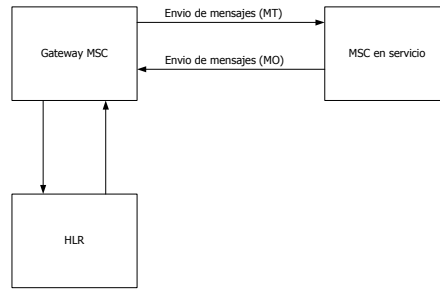 Envio de mensajes (MT)
Gateway MSC
MSC en servicio
Envio de mensajes (MO)
HLR